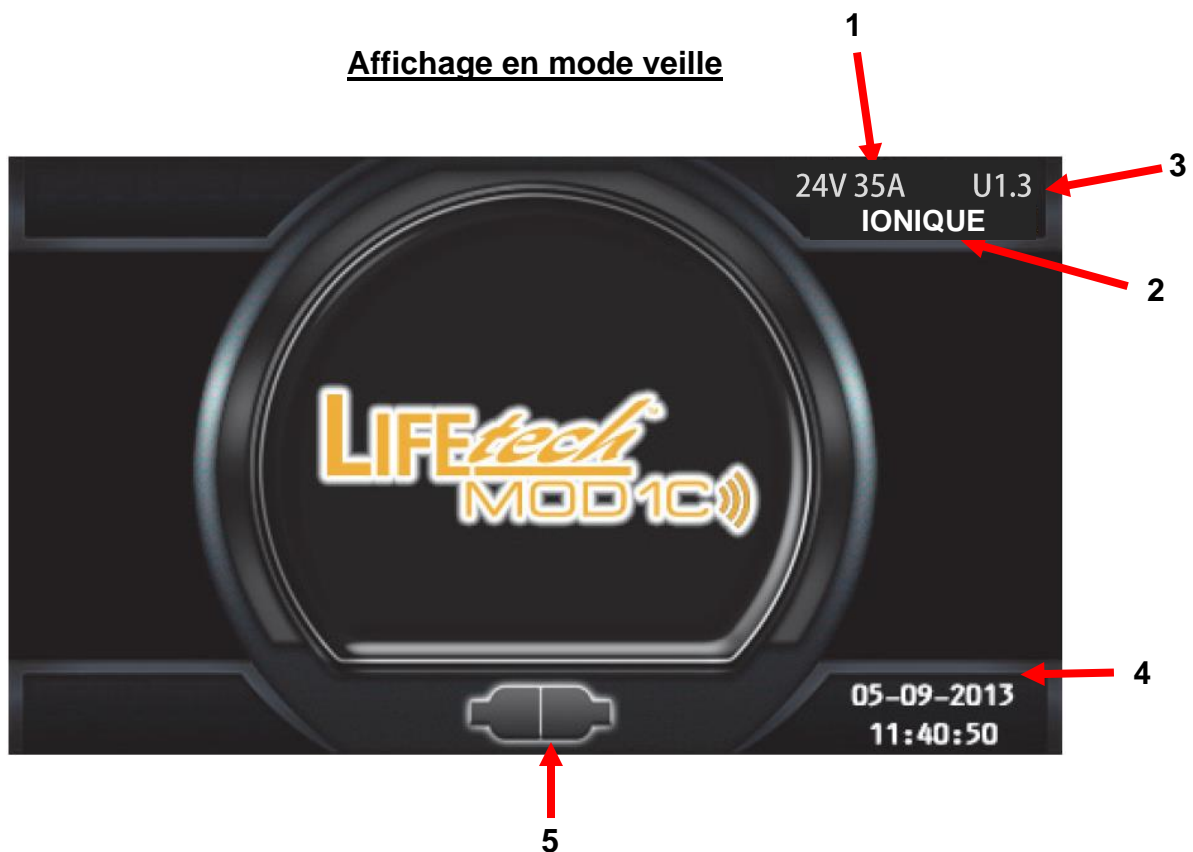 1
Affichage en mode veille
24V 35A U1.3
3
IONIQUE
2
LIFEtech™
MOD1C
4
05-09-2013
11:40:50
5